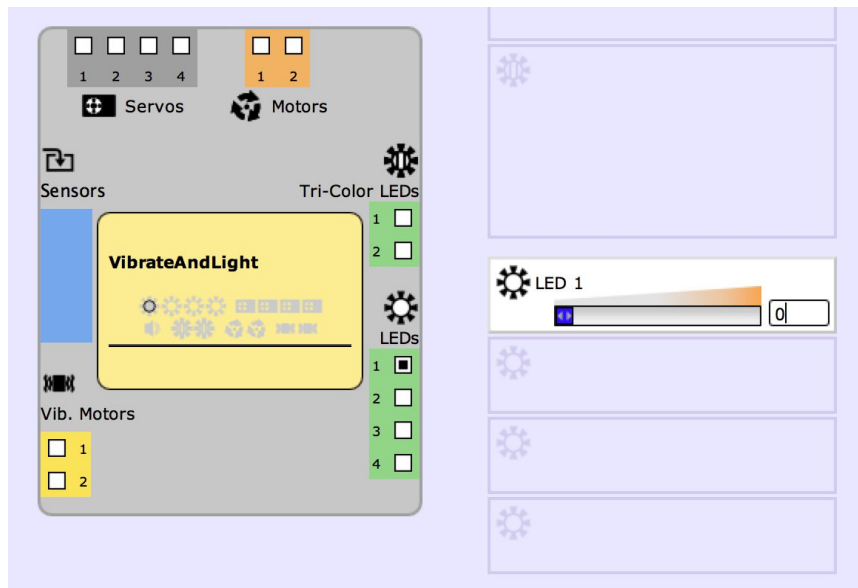 1 2 3 4
1 2
Servos
Motors
Sensors
Tri-Color LEDs
1
2
VibrateAndLight
LED 1
0
LEDs
1
2
3
4
Vib. Motors
1
2